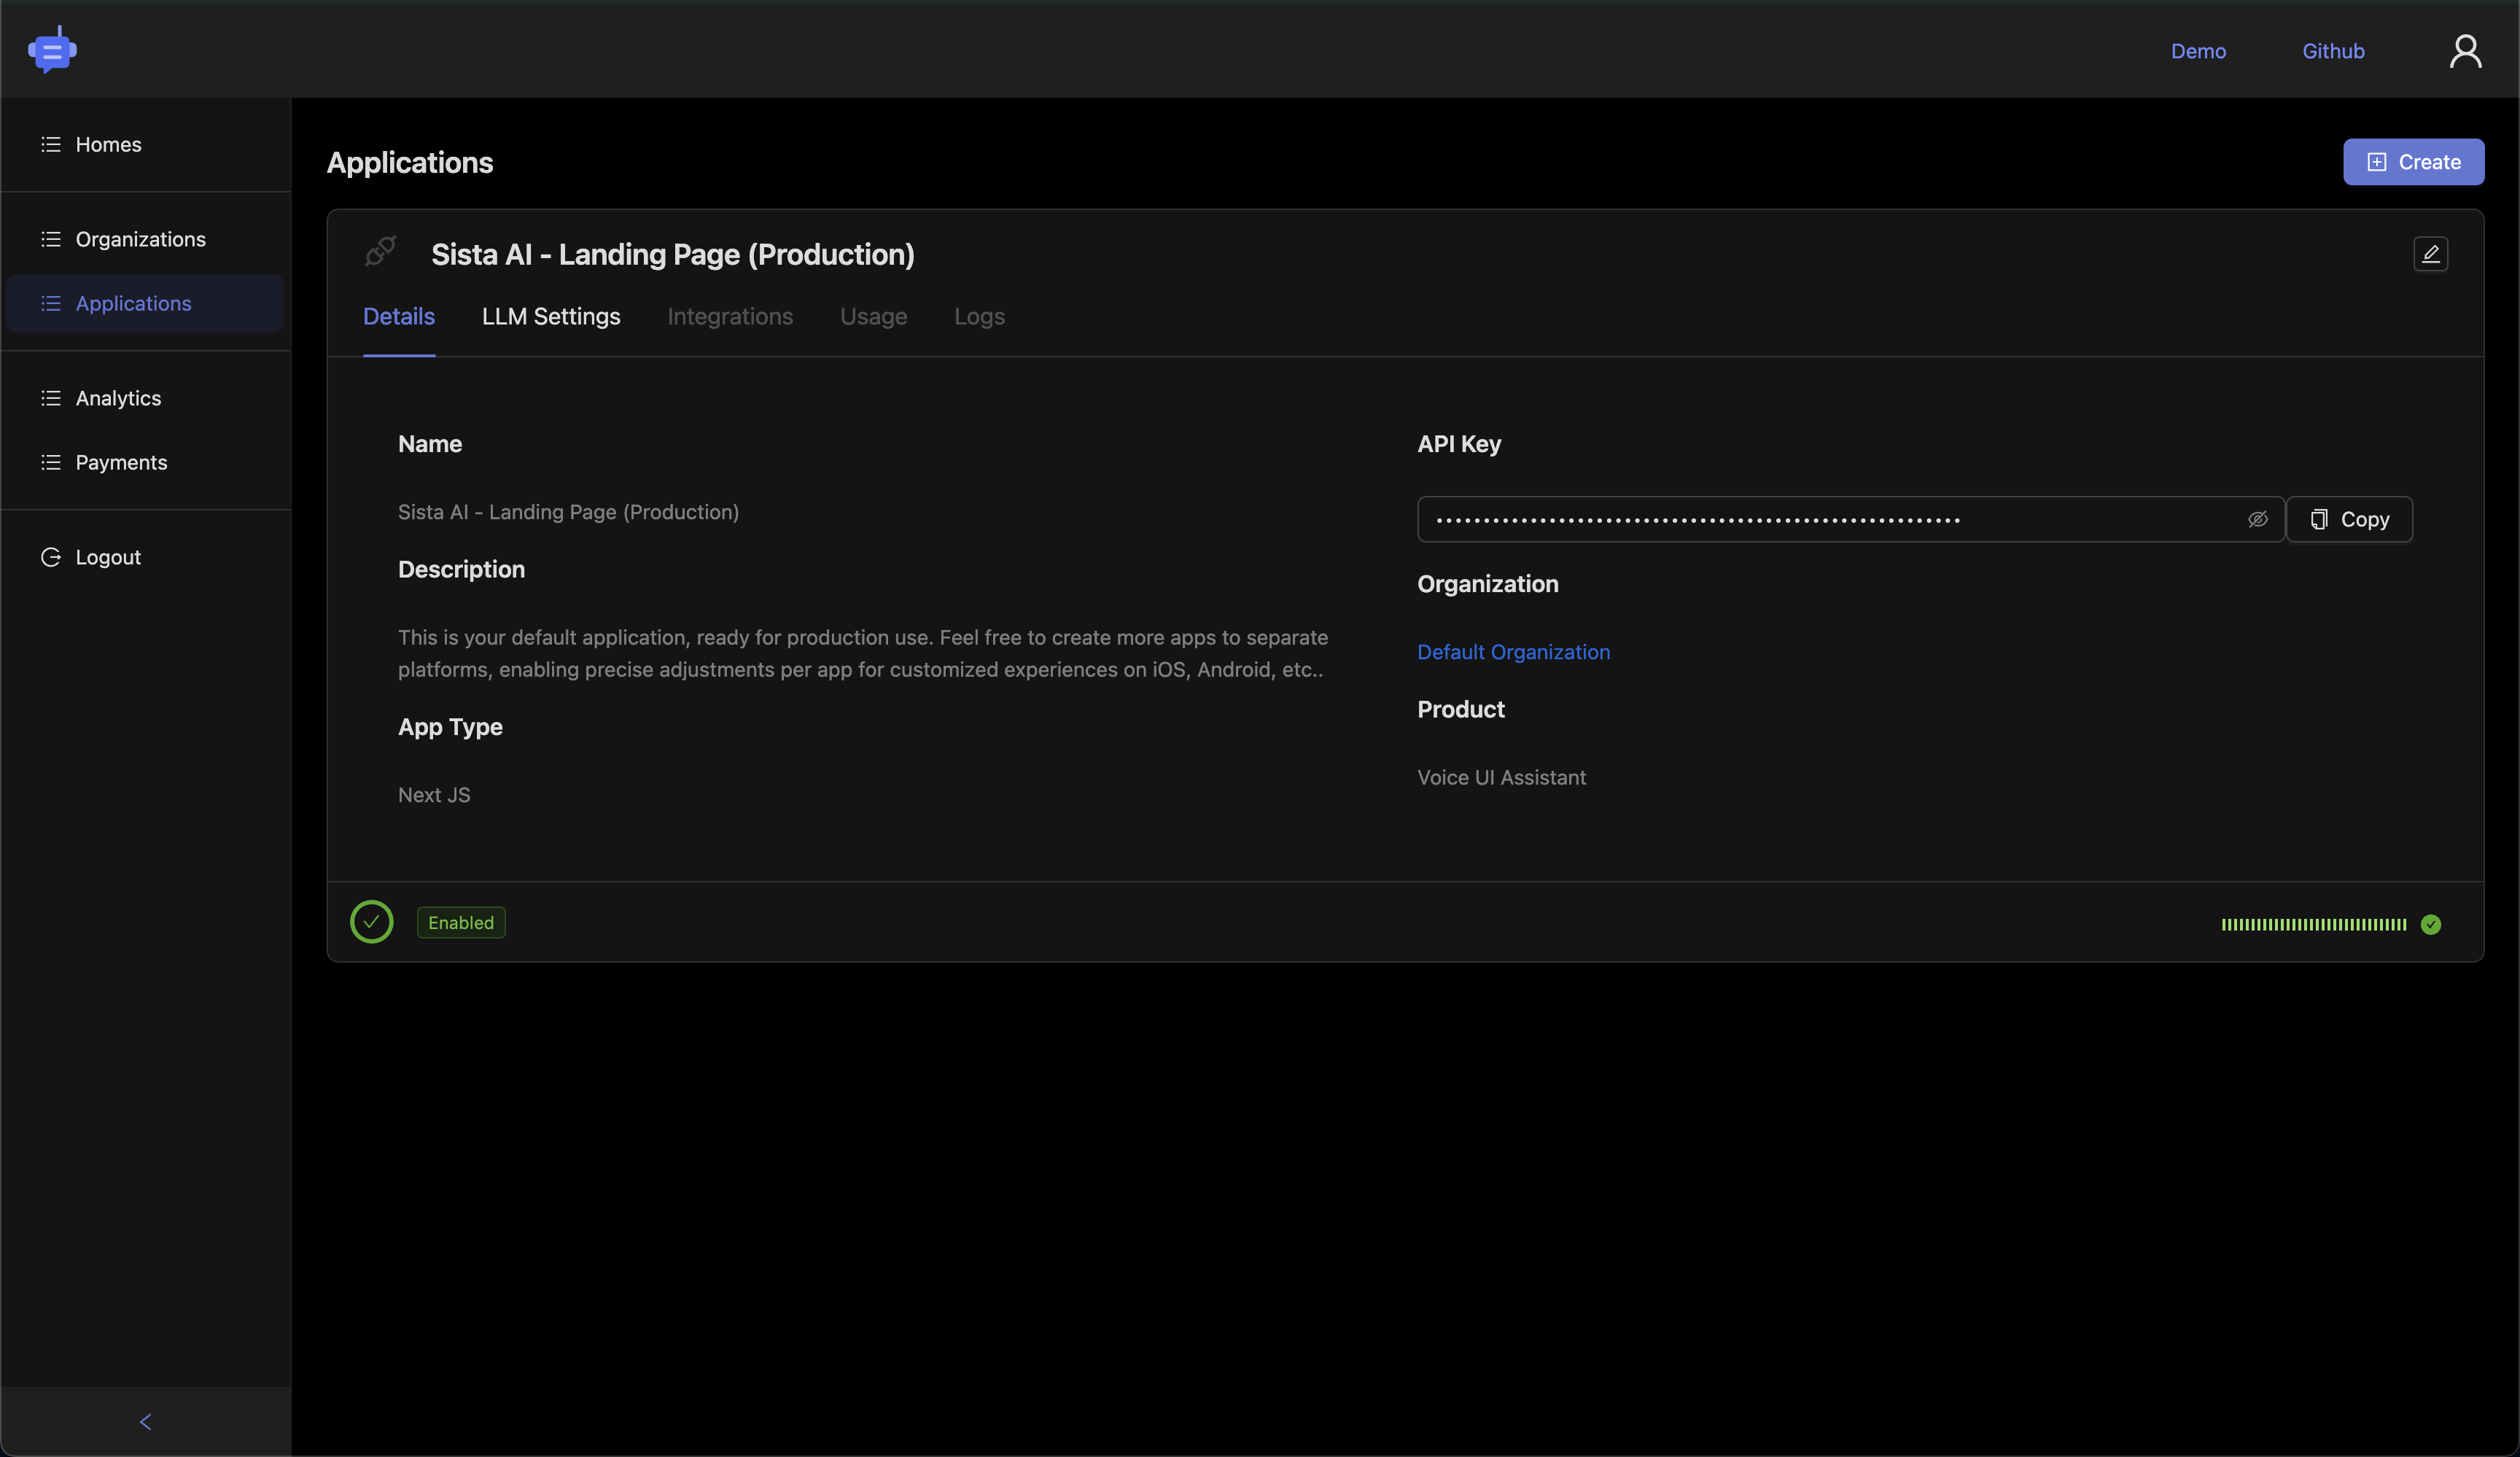 Demo
Github
Homes
Organizations
Applications
Analytics
Payments
Logout
Applications
Create
Sista AI - Landing Page (Production)
Details
LLM Settings
Integrations
Usage
Logs
Name
Sista AI - Landing Page (Production)
Description
This is your default application, ready for production use. Feel free to create more apps to separate
platforms, enabling precise adjustments per app for customized experiences on iOS, Android, etc..
App Type
Next JS
API Key
••••••••••••••••••••••••••••••••••••••••••••••••••••••••
Copy
Organization
Default Organization
Product
Voice UI Assistant
Enabled